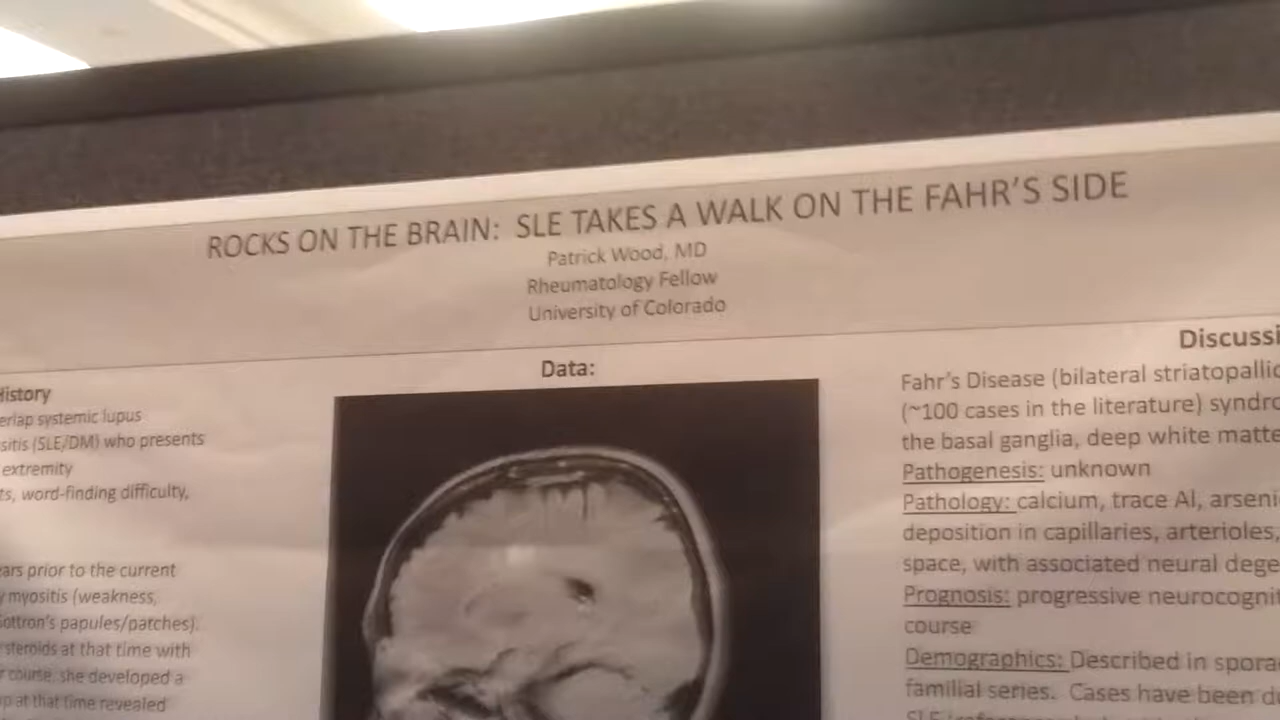 ROCKS ON THE BRAIN: SLE TAKES A WALK ON THE FAHR'S SIDE
Patrick Wood, MD
Rheumatology Fellow
University of Colorado
History
erlap systemic lupus
sitis (SLE/DM) who presents
extremity
ts, word-finding difficulty,
ars prior to the current
y myositis (weakness,
Gottron's papules/patches).
steroids at that time with
r course, she developed a
p at that time revealed
Data:
Discussi
Fahr's Disease (bilateral striatopallid
(~100 cases in the literature) syndro
the basal ganglia, deep white matte
Pathogenesis: unknown
Pathology: calcium, trace Al, arseni
deposition in capillaries, arterioles,
space, with associated neural dege
Prognosis: progressive neurocognit
course
Demographics: Described in spora
familial series. Cases have been d
SLE